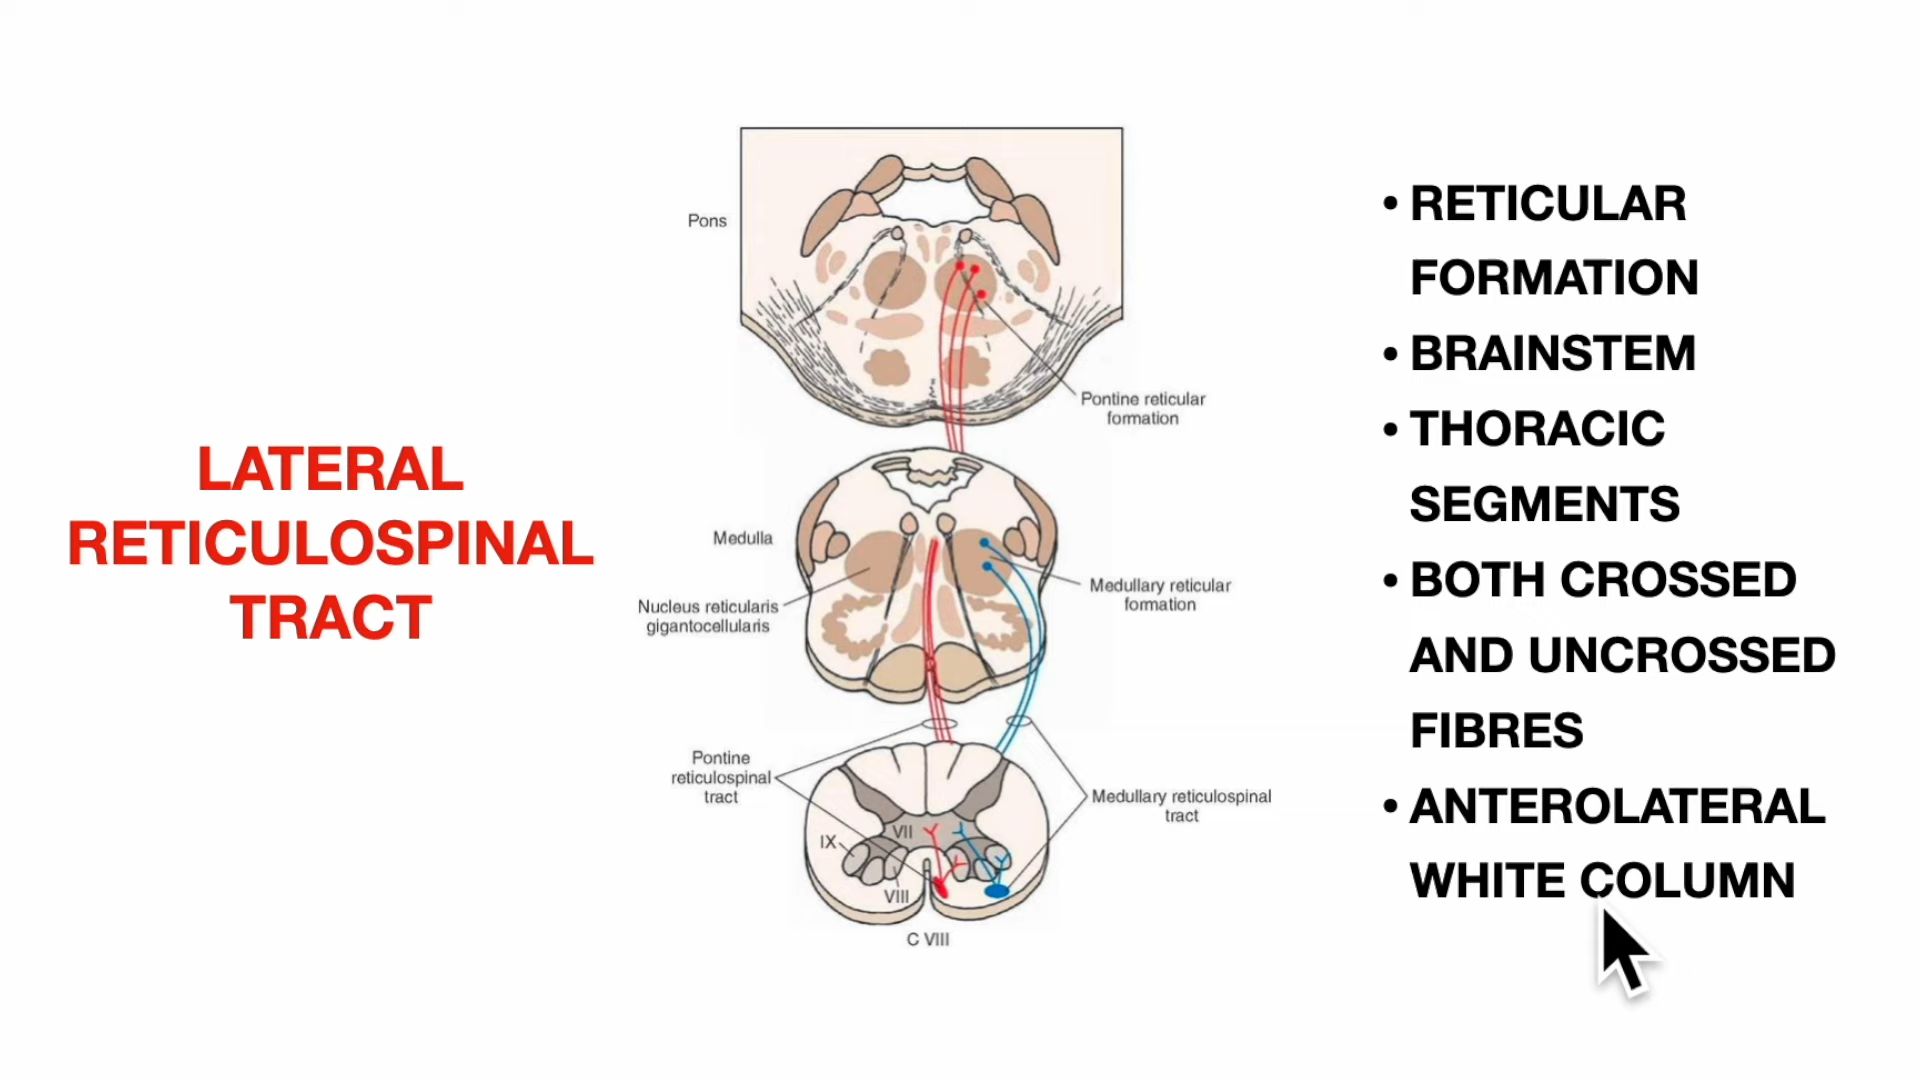 LATERAL
RETICULOSPINAL
TRACT
Pons
Pontine reticular
formation
Medulla
Nucleus reticularis
gigantocellularis
Medullary reticular
formation
Pontine
reticulospinal
tract
Medullary reticulospinal
tract
VII
IX
VIII
C VIII
• RETICULAR
FORMATION
• BRAINSTEM
• THORACIC
SEGMENTS
• BOTH CROSSED
AND UNCROSSED
FIBRES
• ANTEROLATERAL
WHITE COLUMN